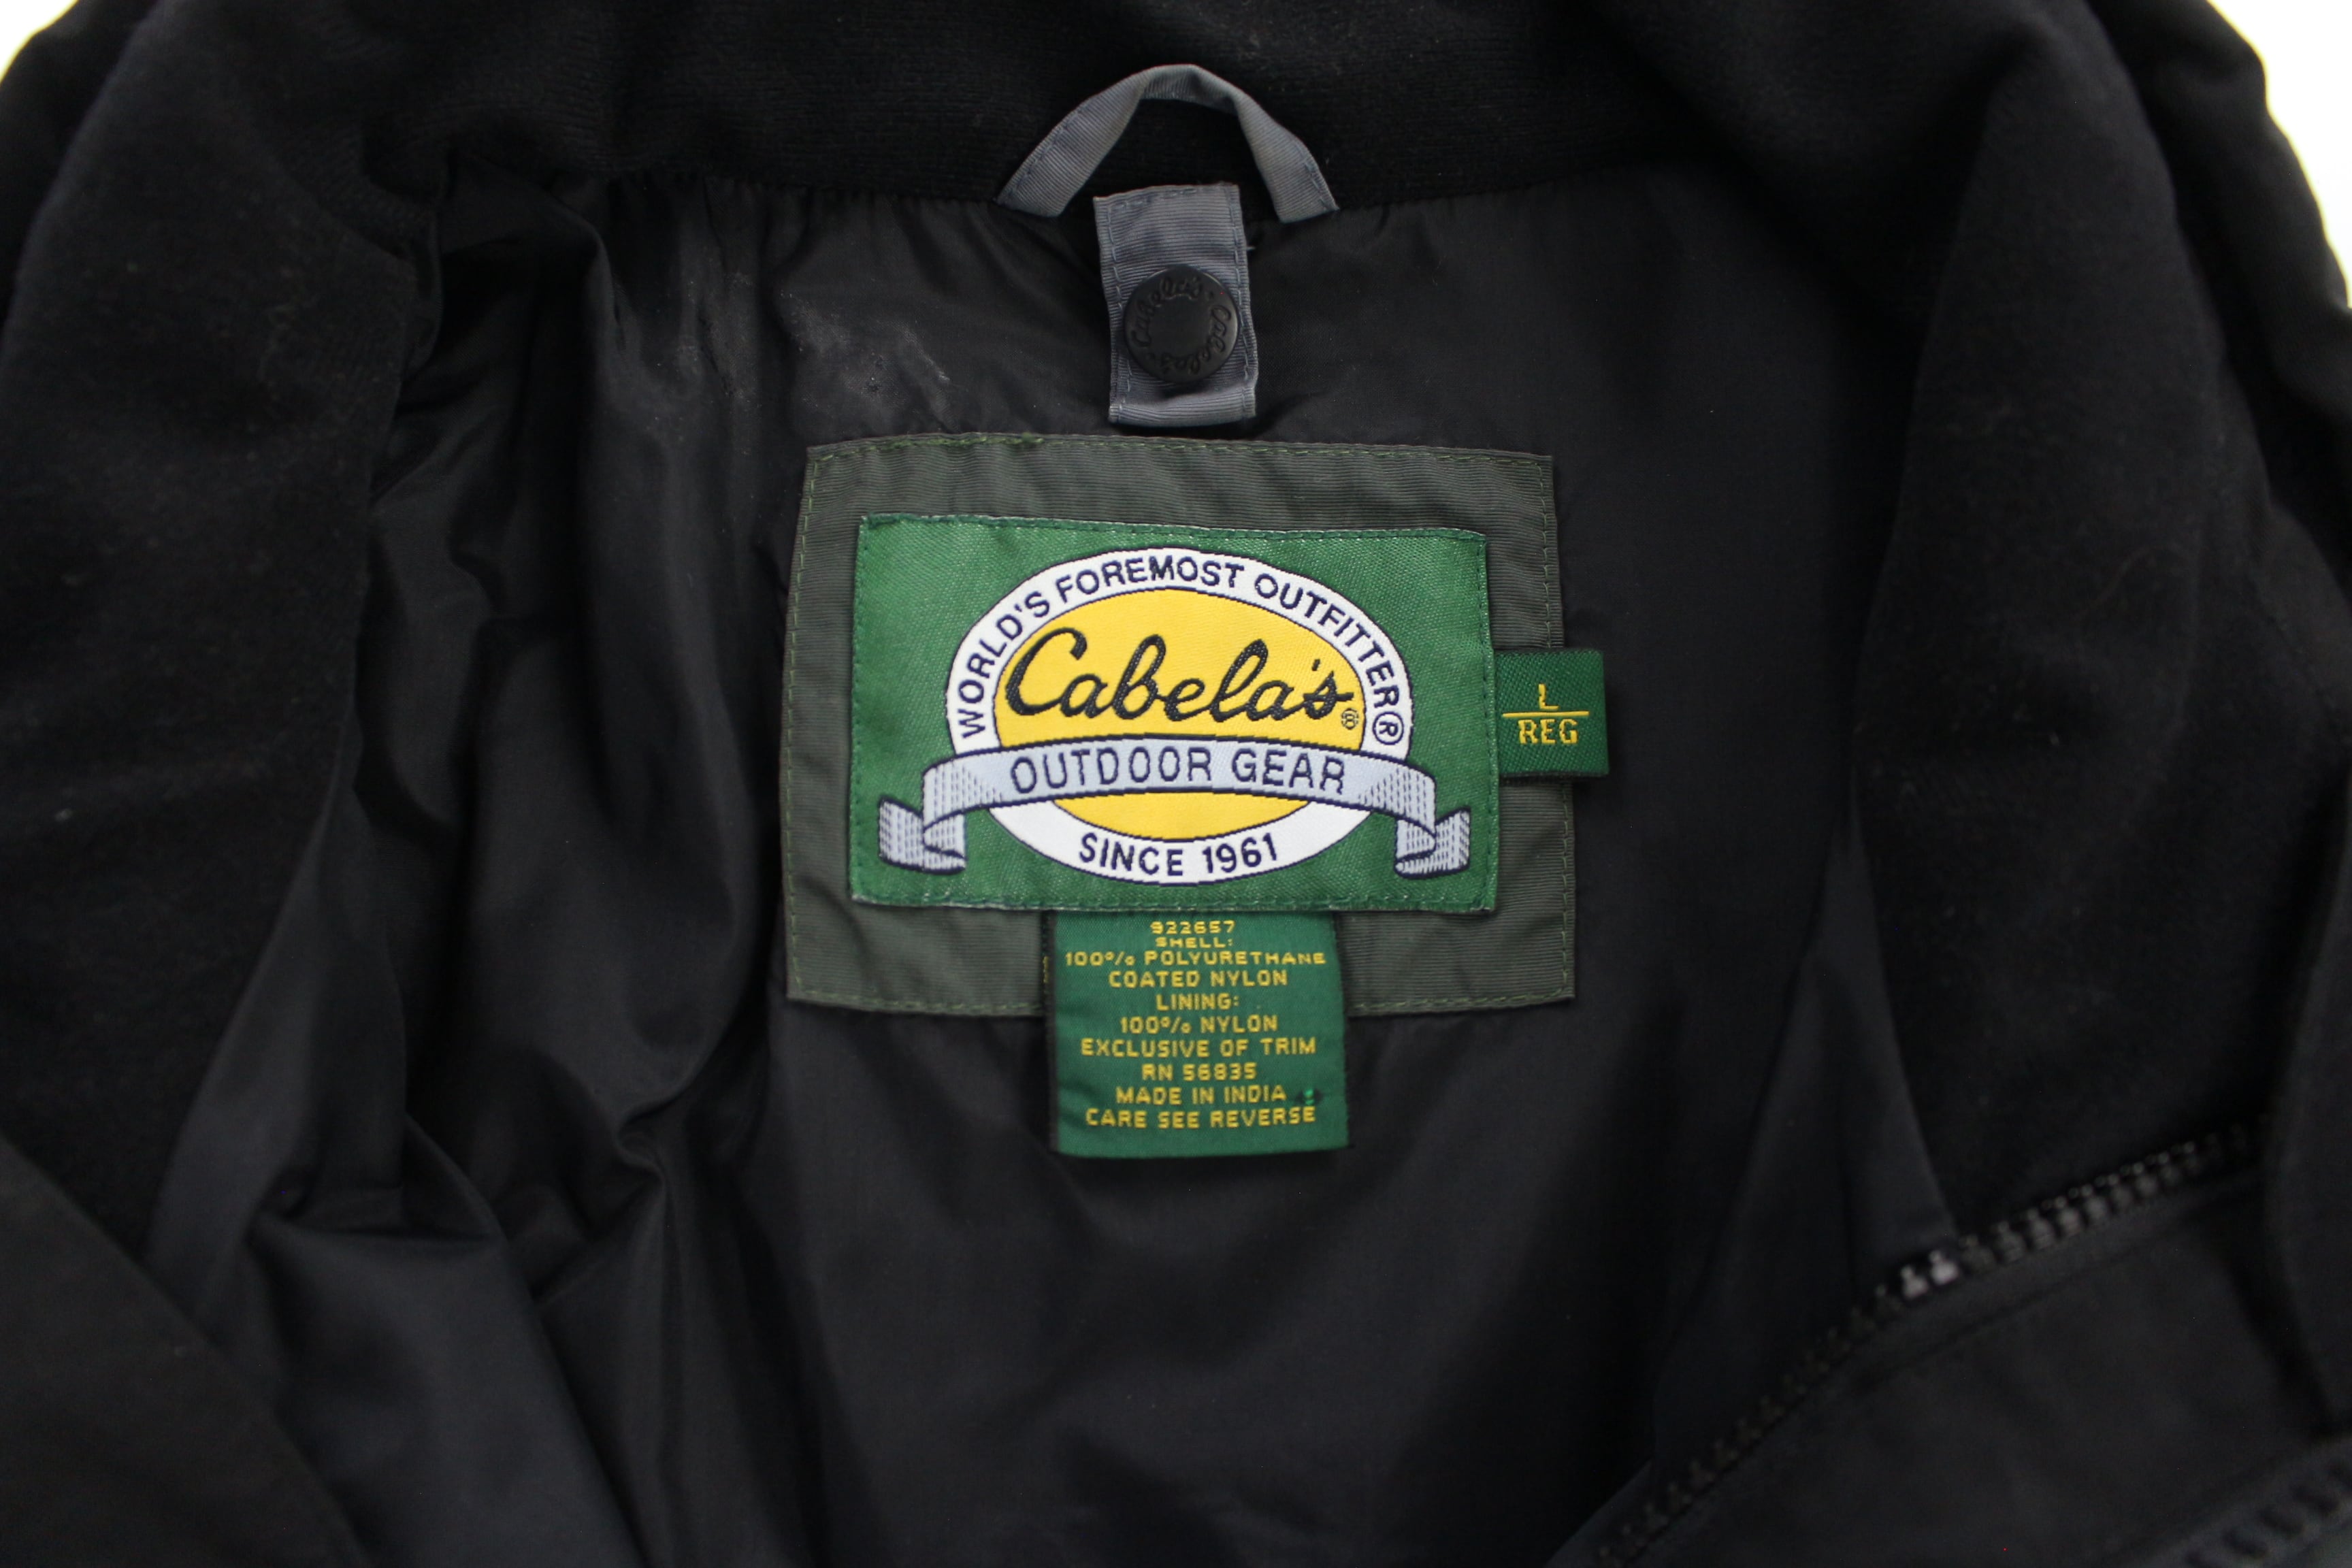 Cabela's · Cabela's ·
WORLD'S FOREMOST OUTFITTER®
Cabela's®
OUTDOOR GEAR
SINCE 1961
L
REG
922657
SHELL:
100% POLYURETHANE
COATED NYLON
LINING:
100% NYLON
EXCLUSIVE OF TRIM
RN 56835
MADE IN INDIA
CARE SEE REVERSE